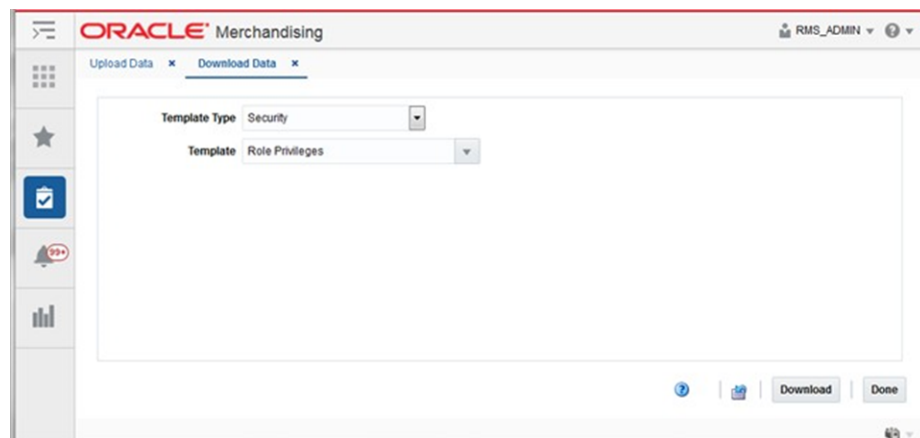 ORACLE® Merchandising
RMS_ADMIN
Upload Data × Download Data ×
Template Type Security
Template Role Privileges
99+
Download Done